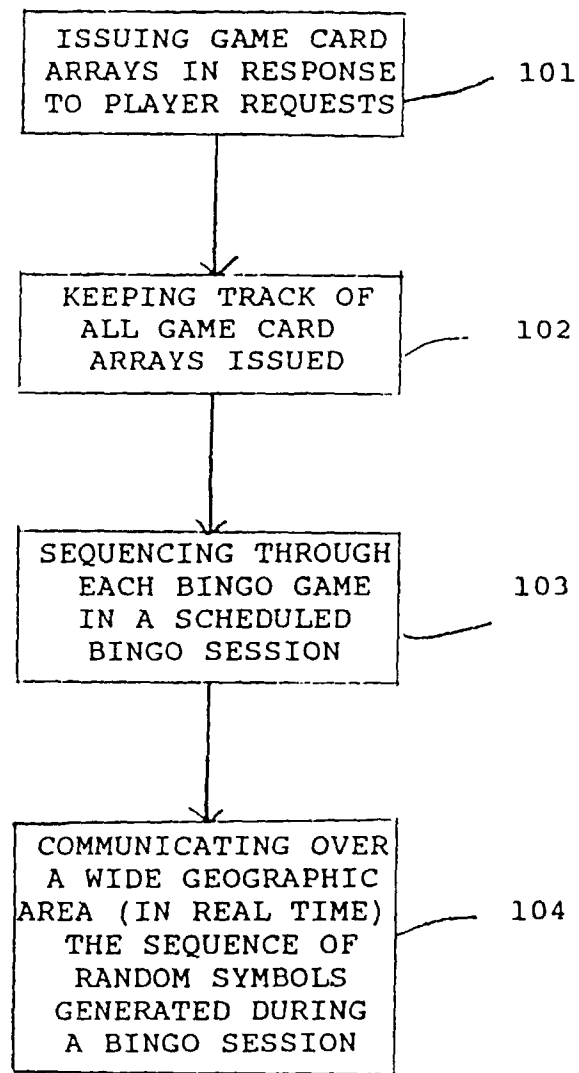 ISSUING GAME CARD
ARRAYS IN RESPONSE
TO PLAYER REQUESTS
101
KEEPING TRACK OF
ALL GAME CARD
ARRAYS ISSUED
102
SEQUENCING THROUGH
EACH BINGO GAME
IN A SCHEDULED
BINGO SESSION
103
COMMUNICATING OVER
A WIDE GEOGRAPHIC
AREA (IN REAL TIME)
THE SEQUENCE OF
RANDOM SYMBOLS
GENERATED DURING
A BINGO SESSION
104